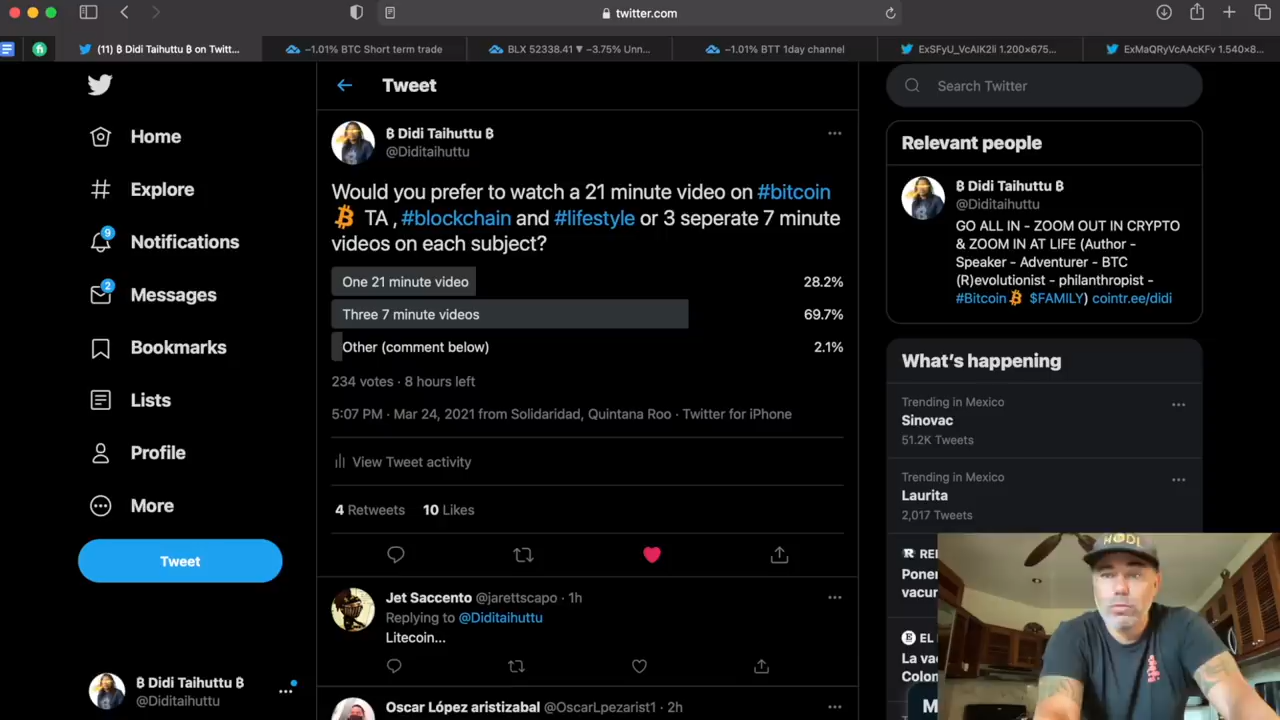 twitter.com
(11) ₿ Didi Taihuttu ₿ on Twitt...
−1.01% BTC Short term trade
BLX 52338.41 ▼ −3.75% Unn...
−1.01% BTT 1day channel
ExSFyU_VcAIK2li 1.200×675...
ExMaQRyVcAAcKFv 1.540×8...
Home
Explore
9
Notifications
2
Messages
Bookmarks
Lists
Profile
More
Tweet
₿ Didi Taihuttu ₿
@Diditaihuttu
Tweet
₿ Didi Taihuttu ₿
@Diditaihuttu
Would you prefer to watch a 21 minute video on #bitcoin
TA , #blockchain and #lifestyle or 3 seperate 7 minute
videos on each subject?
One 21 minute video 28.2%
Three 7 minute videos 69.7%
Other (comment below) 2.1%
234 votes · 8 hours left
5:07 PM · Mar 24, 2021 from Solidaridad, Quintana Roo · Twitter for iPhone
View Tweet activity
4 Retweets 10 Likes
Jet Saccento @jarettscapo · 1h
Replying to @Diditaihuttu
Litecoin...
Oscar López aristizabal @OscarLpezarist1 · 2h
Search Twitter
Relevant people
₿ Didi Taihuttu ₿
@Diditaihuttu
GO ALL IN - ZOOM OUT IN CRYPTO
& ZOOM IN AT LIFE (Author -
Speaker - Adventurer - BTC
(R)evolutionist - philanthropist -
#Bitcoin $FAMILY) cointr.ee/didi
What's happening
Trending in Mexico
Sinovac
51.2K Tweets
Trending in Mexico
Laurita
2,017 Tweets
HODL